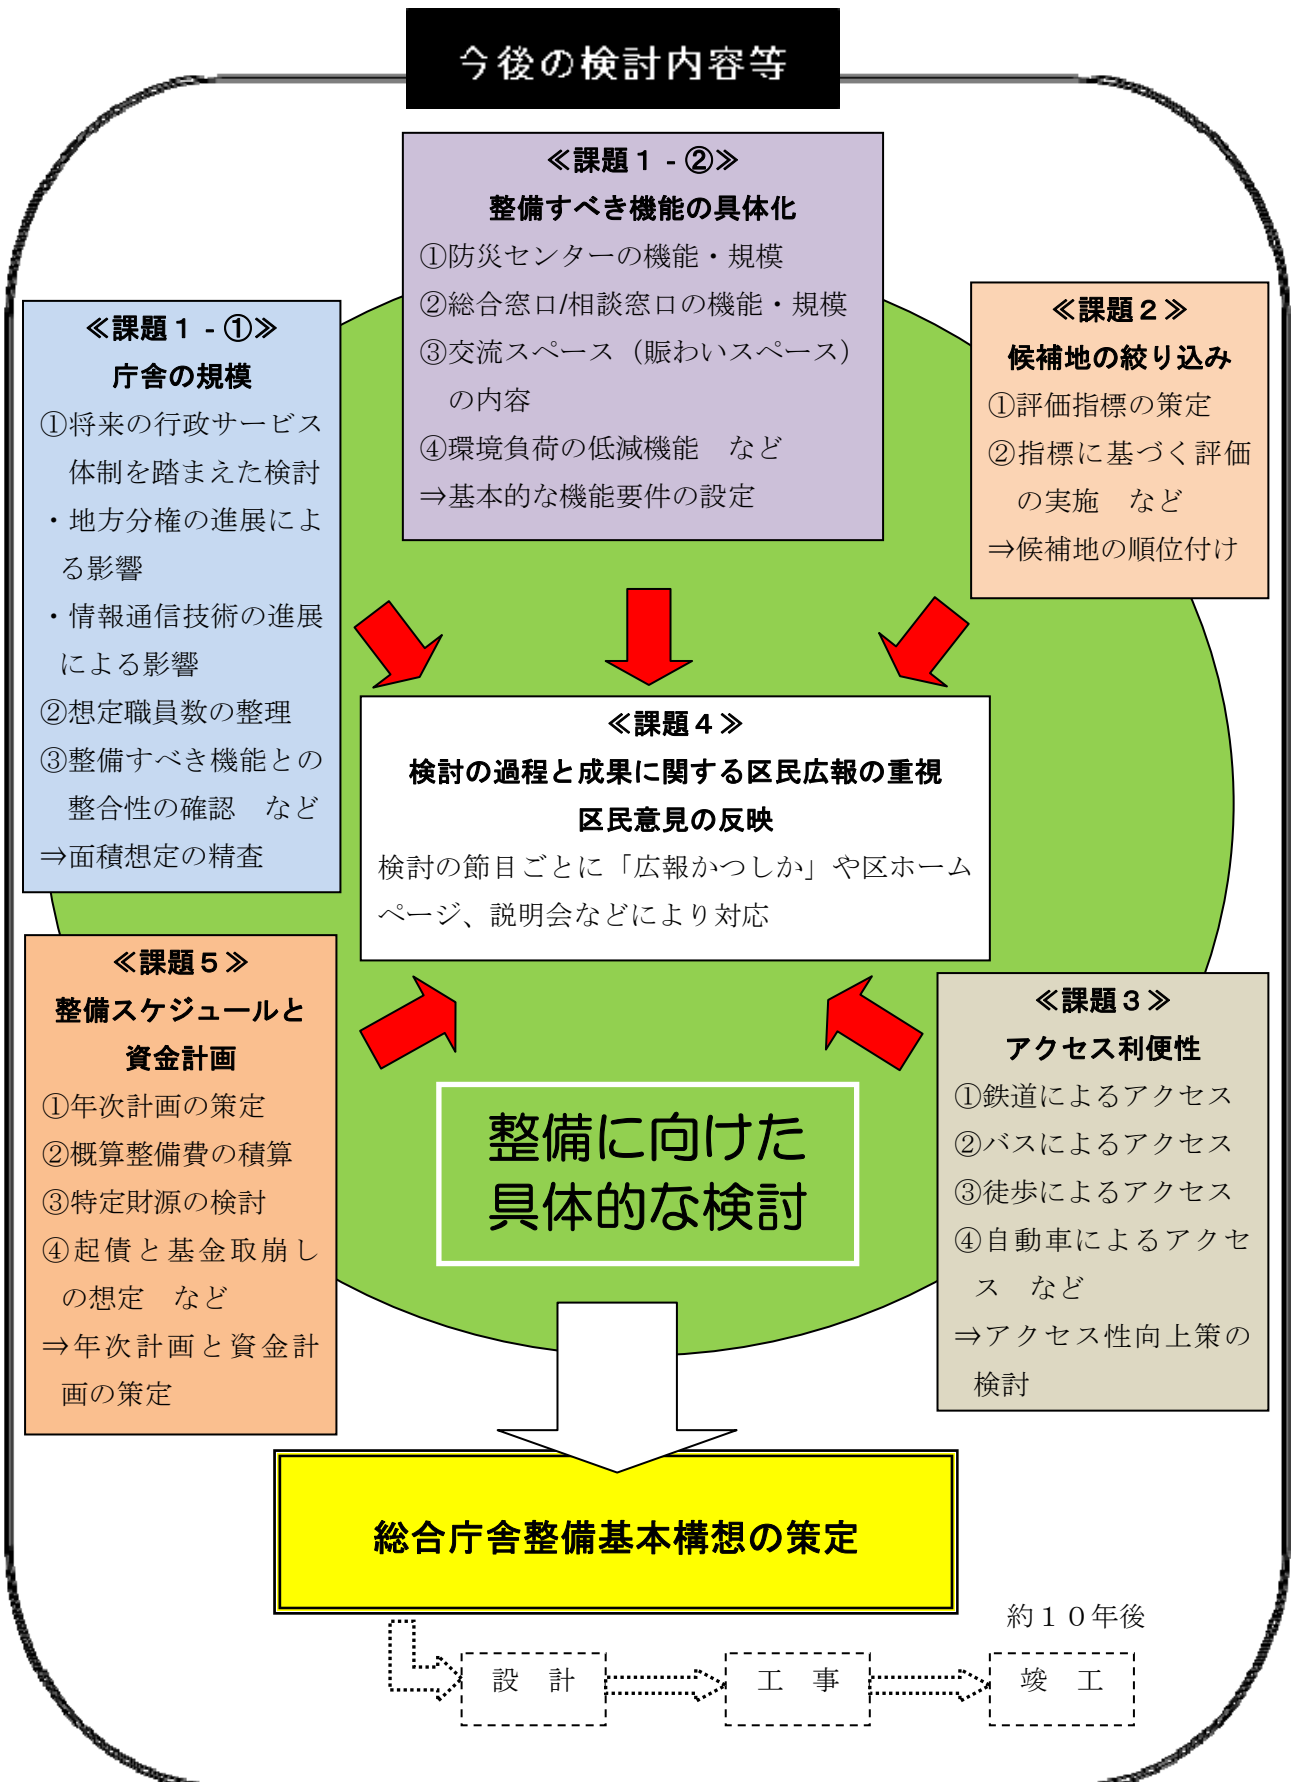 今後の検討内容等
≪課題１-②≫
整備すべき機能の具体化
①防災センターの機能・規模
②総合窓口/相談窓口の機能・規模
③交流スペース（賑わいスペース）
の内容
④環境負荷の低減機能　など
⇒基本的な機能要件の設定
≪課題１-①≫
庁舎の規模
①将来の行政サービス
体制を踏まえた検討
・地方分権の進展によ
る影響
・情報通信技術の進展
による影響
②想定職員数の整理
③整備すべき機能との
整合性の確認　など
⇒面積想定の精査
≪課題２≫
候補地の絞り込み
①評価指標の策定
②指標に基づく評価
の実施　など
⇒候補地の順位付け
≪課題４≫
検討の過程と成果に関する区民広報の重視
区民意見の反映
検討の節目ごとに「広報かつしか」や区ホーム
ページ、説明会などにより対応
≪課題５≫
整備スケジュールと
資金計画
①年次計画の策定
②概算整備費の積算
③特定財源の検討
④起債と基金取崩し
の想定　など
⇒年次計画と資金計
画の策定
≪課題３≫
アクセス利便性
①鉄道によるアクセス
②バスによるアクセス
③徒歩によるアクセス
④自動車によるアクセ
ス　など
⇒アクセス性向上策の
検討
整備に向けた
具体的な検討
総合庁舎整備基本構想の策定
約１０年後
設　計
工　事
竣　工